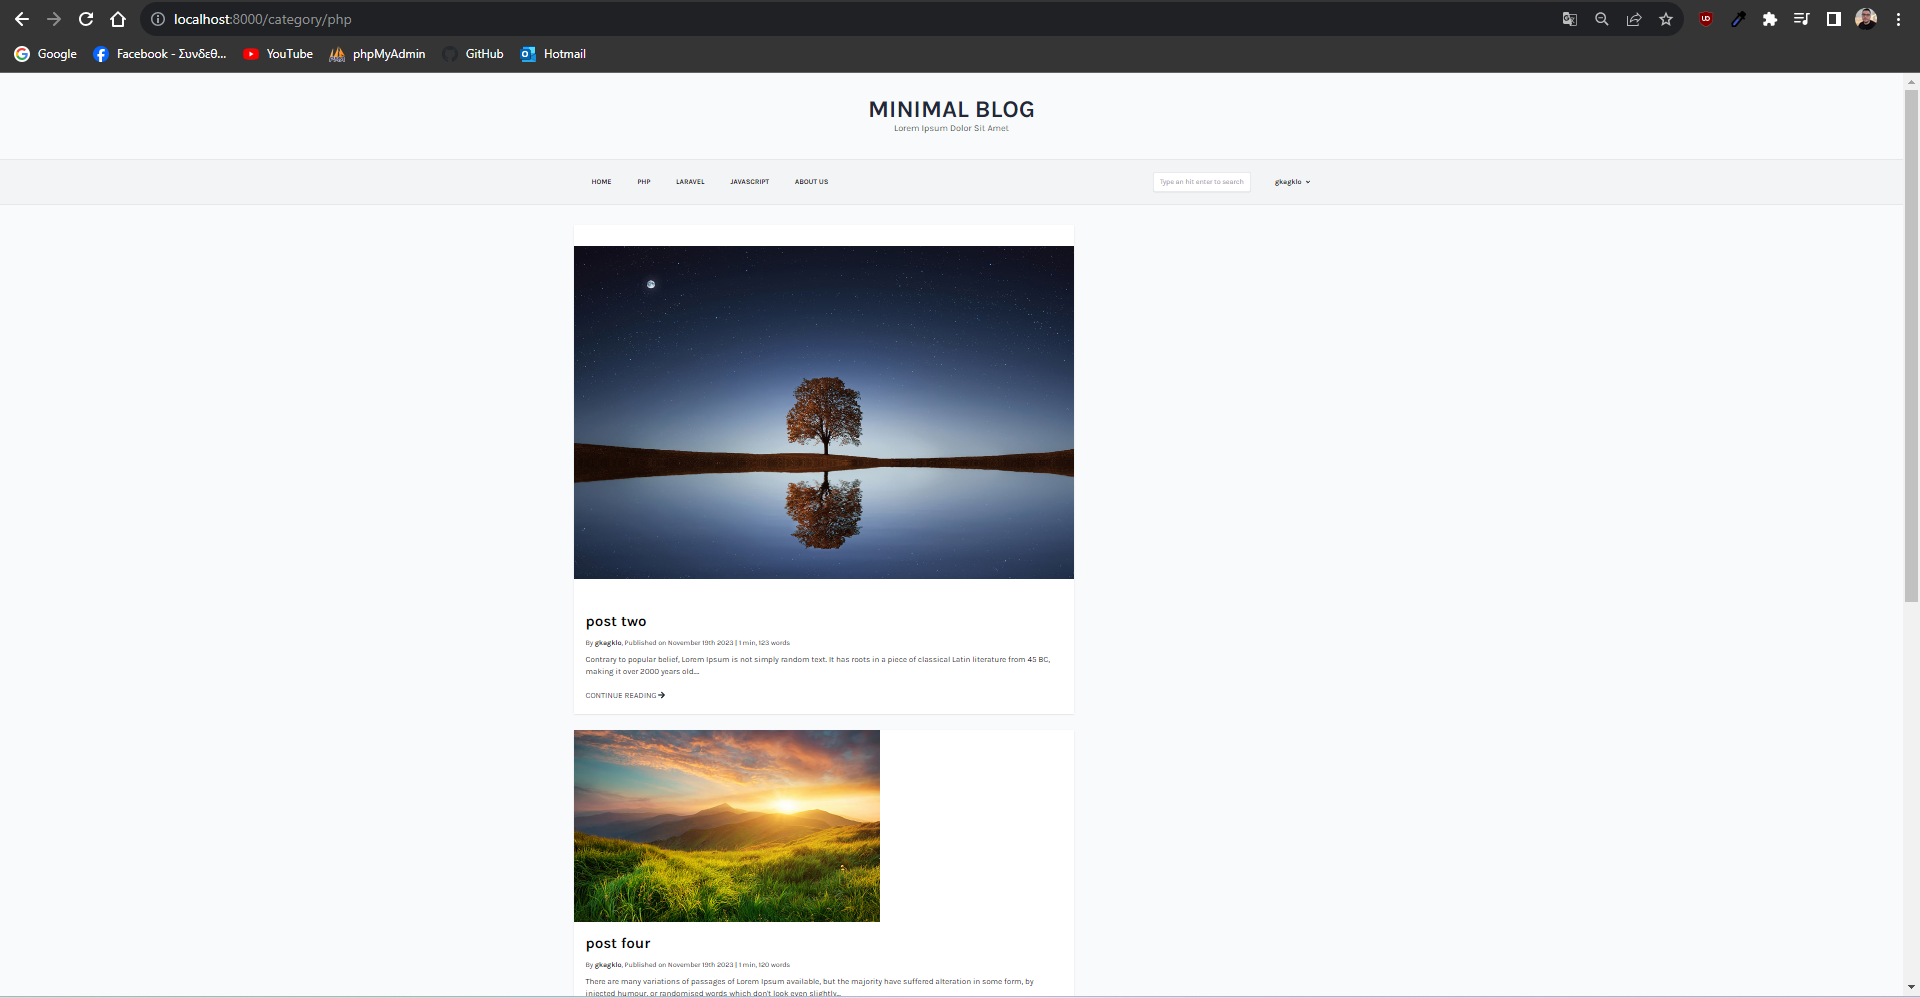 localhost:8000/category/php
Google Facebook - Συνδεθ... YouTube phpMyAdmin GitHub Hotmail
MINIMAL BLOG
Lorem Ipsum Dolor Sit Amet
HOME PHP LARAVEL JAVASCRIPT ABOUT US Type an hit enter to search gkagklo
post two
By gkagklo, Published on November 19th 2023 | 1 min, 123 words
Contrary to popular belief, Lorem Ipsum is not simply random text. It has roots in a piece of classical Latin literature from 45 BC,
making it over 2000 years old....
CONTINUE READING
post four
By gkagklo, Published on November 19th 2023 | 1 min, 120 words
There are many variations of passages of Lorem Ipsum available, but the majority have suffered alteration in some form, by
injected humour, or randomised words which don't look even slightly...